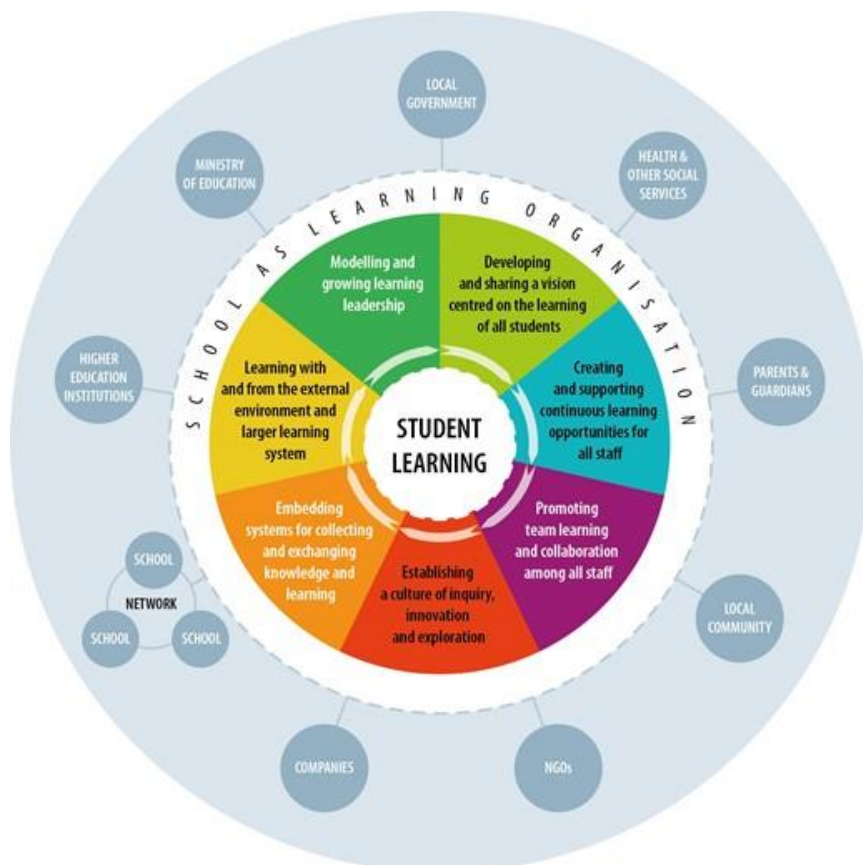 LOCAL
GOVERNMENT
HEALTH &
OTHER SOCIAL
SERVICES
MINISTRY
OF EDUCATION
SCHOOL AS LEARNING ORGANISATION
Modelling and
growing learning
leadership
Developing
and sharing a vision
centred on the learning
of all students
Learning with
and from the external
environment and
larger learning
system
Creating
and supporting
continuous learning
opportunities for
all staff
HIGHER
EDUCATION
INSTITUTIONS
PARENTS &
GUARDIANS
STUDENT
LEARNING
Embedding
systems for collecting
and exchanging
knowledge and
learning
Promoting
team learning
and collaboration
among all staff
Establishing
a culture of inquiry,
innovation
and exploration
SCHOOL
NETWORK
SCHOOL
SCHOOL
LOCAL
COMMUNITY
COMPANIES
NGOs